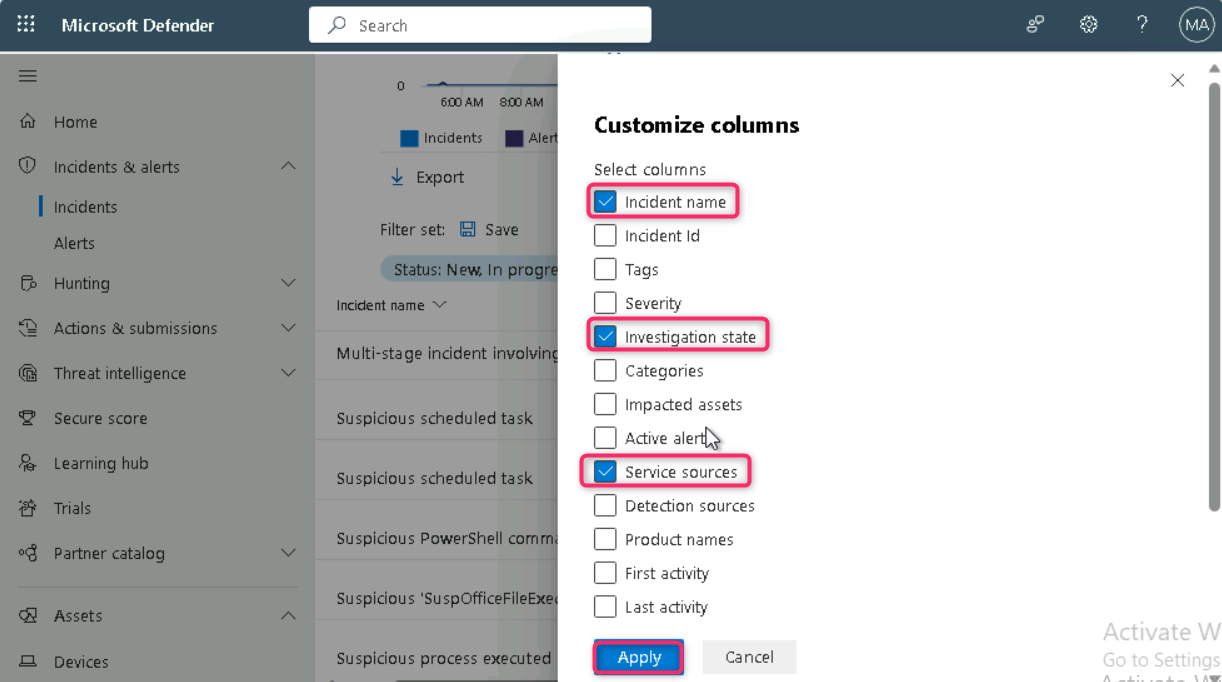 Microsoft Defender
Search
?
MA
Home
Incidents & alerts
Incidents
Alerts
Hunting
Actions & submissions
Threat intelligence
Secure score
Learning hub
Trials
Partner catalog
Assets
Devices
0
6:00 AM 8:00 AM
Incidents Alert
Export
Filter set: Save
Status: New, In progre
Incident name
Multi-stage incident involving
Suspicious scheduled task
Suspicious scheduled task
Suspicious PowerShell comma
Suspicious 'SuspOfficeFileExec
Suspicious process executed
Customize columns
Select columns
Incident name
Incident Id
Tags
Severity
Investigation state
Categories
Impacted assets
Active alert
Service sources
Detection sources
Product names
First activity
Last activity
Apply Cancel
Activate W
Go to Settings